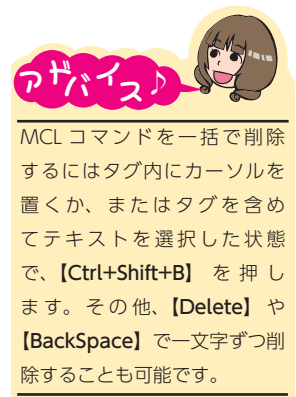 アドバイス♪
MCL コマンドを一括で削除
するにはタグ内にカーソルを
置くか、またはタグを含め
てテキストを選択した状態
で、【Ctrl+Shift+B】 を 押 し
ます。その他、【Delete】 や
【BackSpace】で一文字ずつ削
除することも可能です。